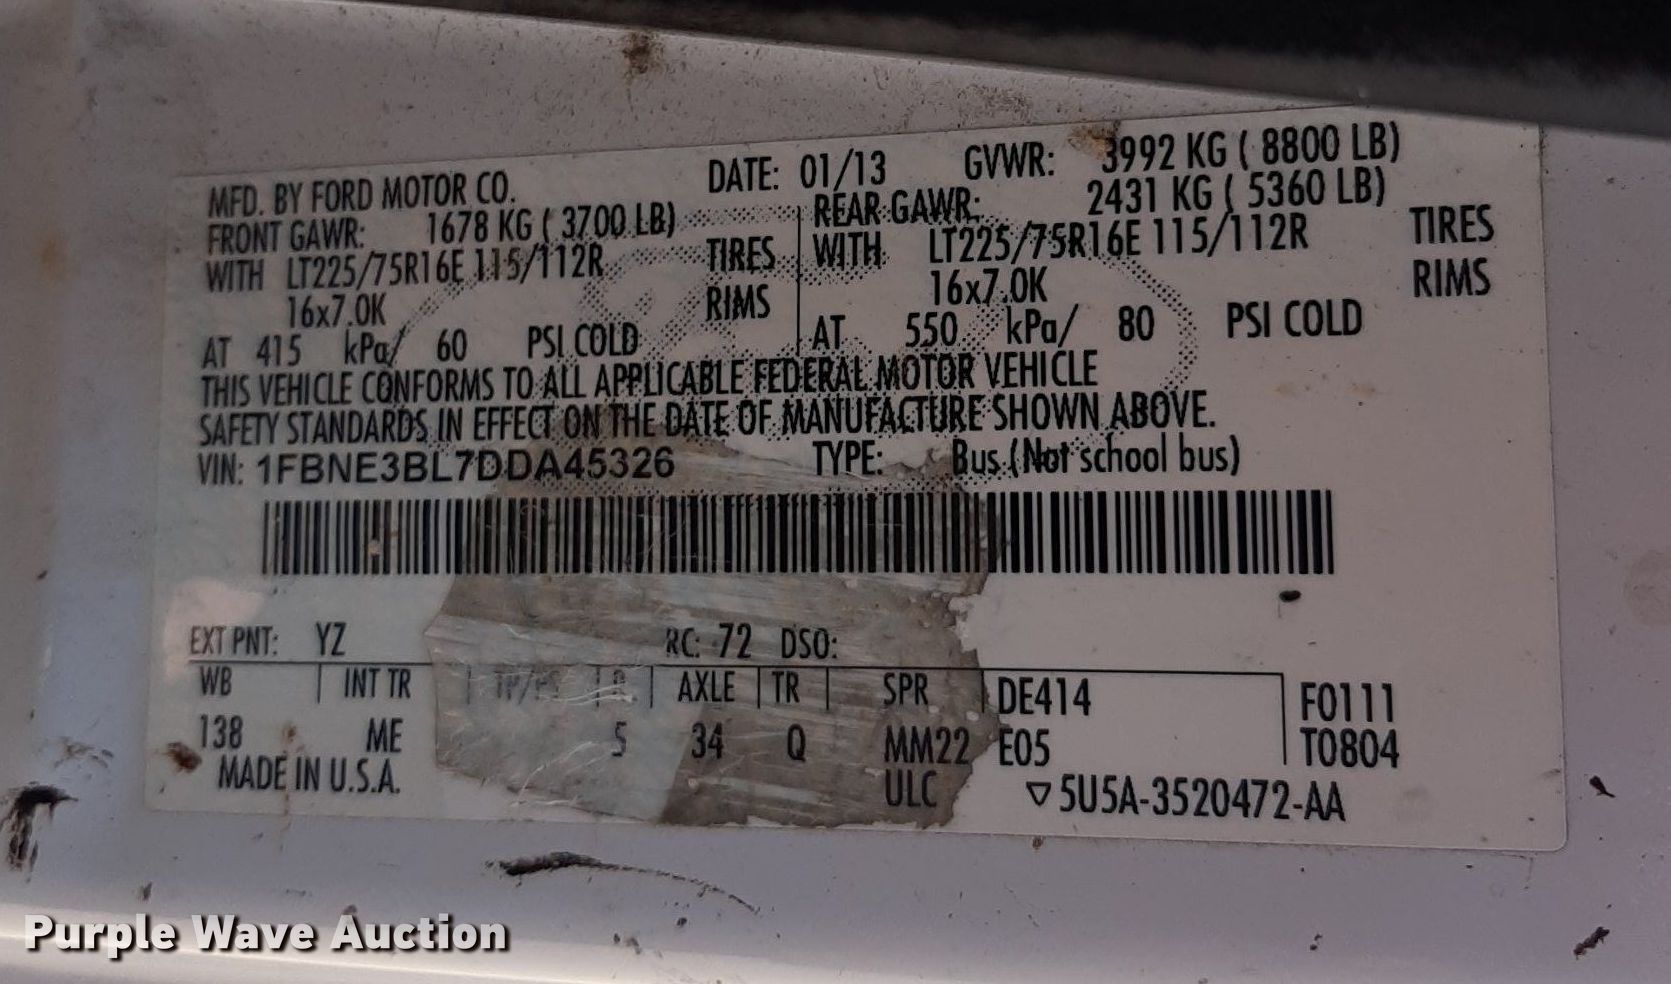 MFD. BY FORD MOTOR CO. DATE: 01/13 GVWR: 3992 KG ( 8800 LB)
FRONT GAWR: 1678 KG ( 3700 LB) REAR GAWR: 2431 KG ( 5360 LB)
WITH LT225/75R16E 115/112R TIRES WITH LT225/75R16E 115/112R TIRES
16x7.0K RIMS 16x7.0K RIMS
AT 415 kPa/ 60 PSI COLD AT 550 kPa/ 80 PSI COLD
THIS VEHICLE CONFORMS TO ALL APPLICABLE FEDERAL MOTOR VEHICLE
SAFETY STANDARDS IN EFFECT ON THE DATE OF MANUFACTURE SHOWN ABOVE.
VIN: 1FBNE3BL7DDA45326 TYPE: Bus (Not school bus)
EXT PNT: YZ RC: 72 DSO:
WB INT TR AXLE TR SPR DE414 F0111
138 ME 5 34 Q MM22 E05 T0804
MADE IN U.S.A. ULC ▽5U5A-3520472-AA
Purple Wave Auction